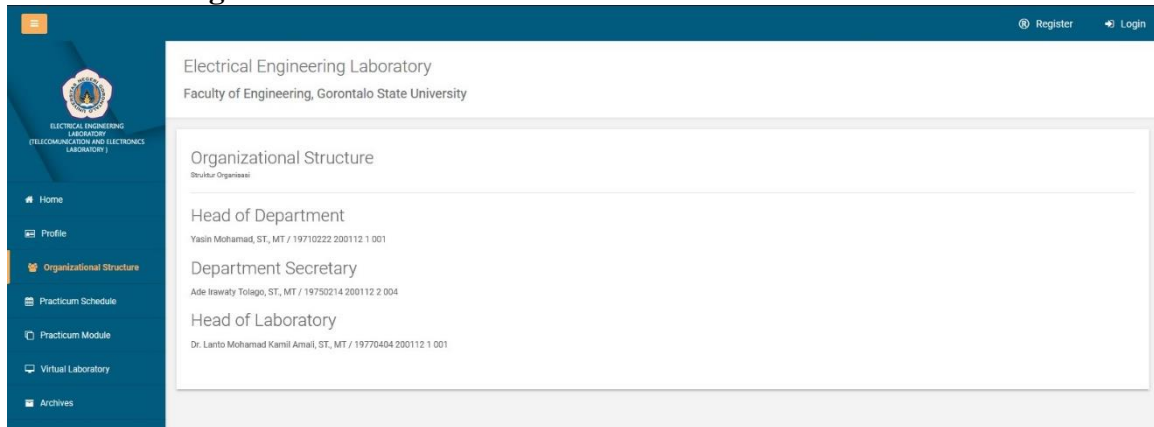 Register
Login
Electrical Engineering Laboratory
Faculty of Engineering, Gorontalo State University
ELECTRICAL ENGINEERING
LABORATORY
(TELECOMUNICATION AND ELECTRONICS
LABORATORY )
Home
Profile
Organizational Structure
Practicum Schedule
Practicum Module
Virtual Laboratory
Archives
Organizational Structure
Struktur Organisasi
Head of Department
Yasin Mohamad, ST., MT / 19710222 200112 1 001
Department Secretary
Ade Irawaty Tolago, ST., MT / 19750214 200112 2 004
Head of Laboratory
Dr. Lanto Mohamad Kamil Amali, ST., MT / 19770404 200112 1 001